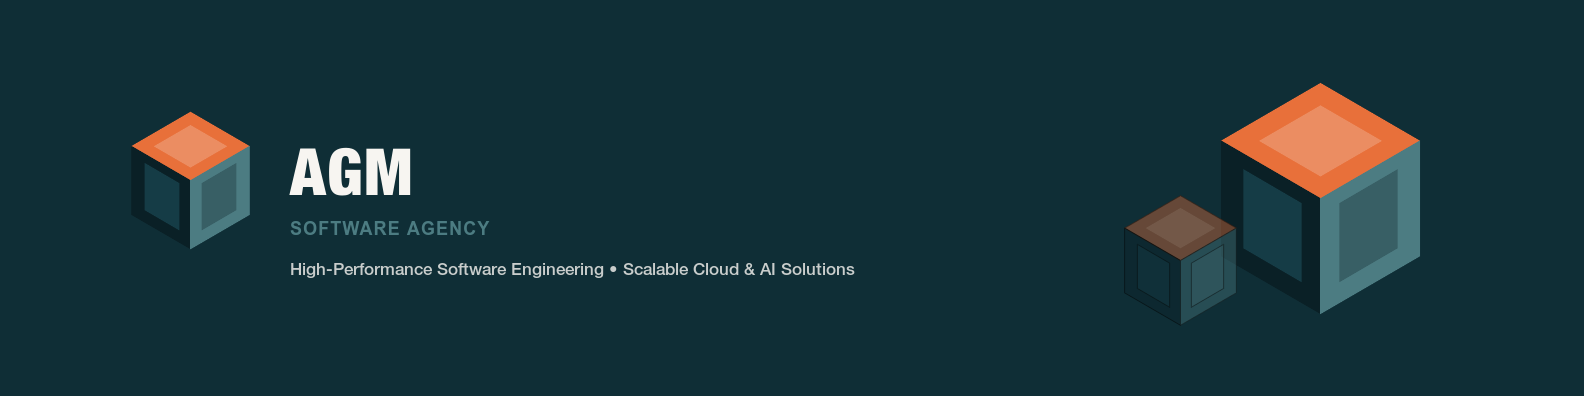 AGM
SOFTWARE AGENCY
High-Performance Software Engineering • Scalable Cloud & AI Solutions